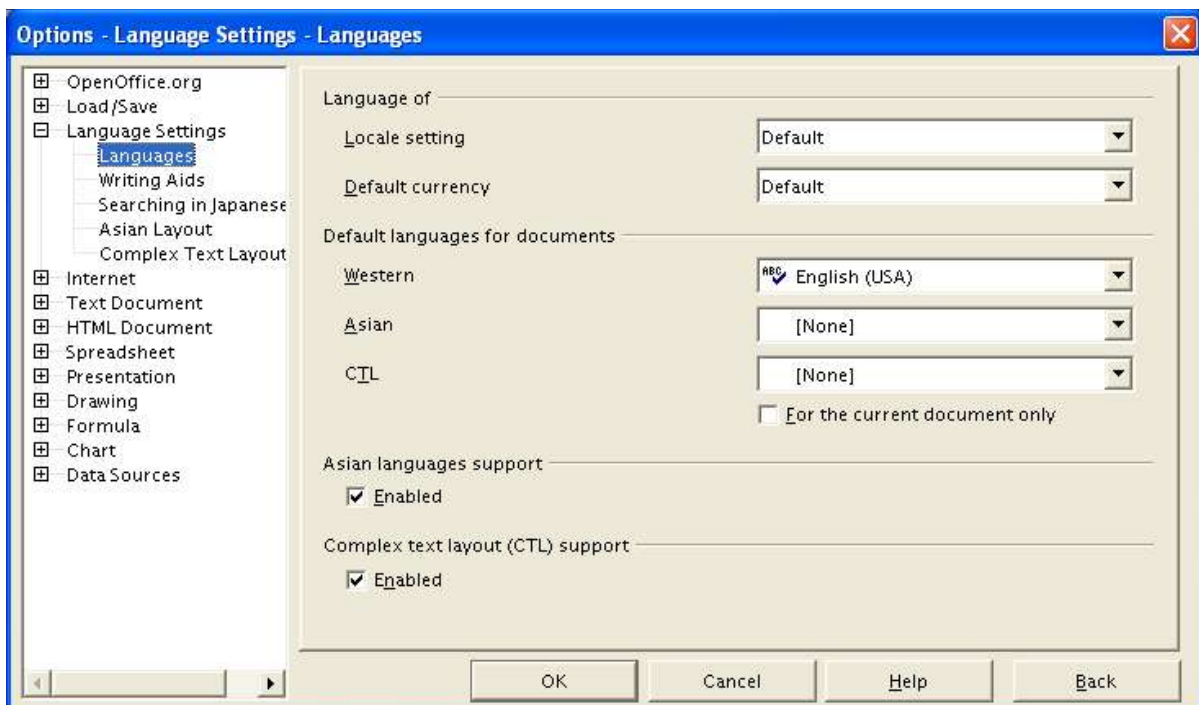 Options - Language Settings - Languages
OpenOffice.org
Load/Save
Language Settings
Languages
Writing Aids
Searching in Japanese
Asian Layout
Complex Text Layout
Internet
Text Document
HTML Document
Spreadsheet
Presentation
Drawing
Formula
Chart
Data Sources
Language of
Locale setting Default
Default currency Default
Default languages for documents
Western ABC English (USA)
Asian [None]
CTL [None]
For the current document only
Asian languages support
Enabled
Complex text layout (CTL) support
Enabled
OK Cancel Help Back